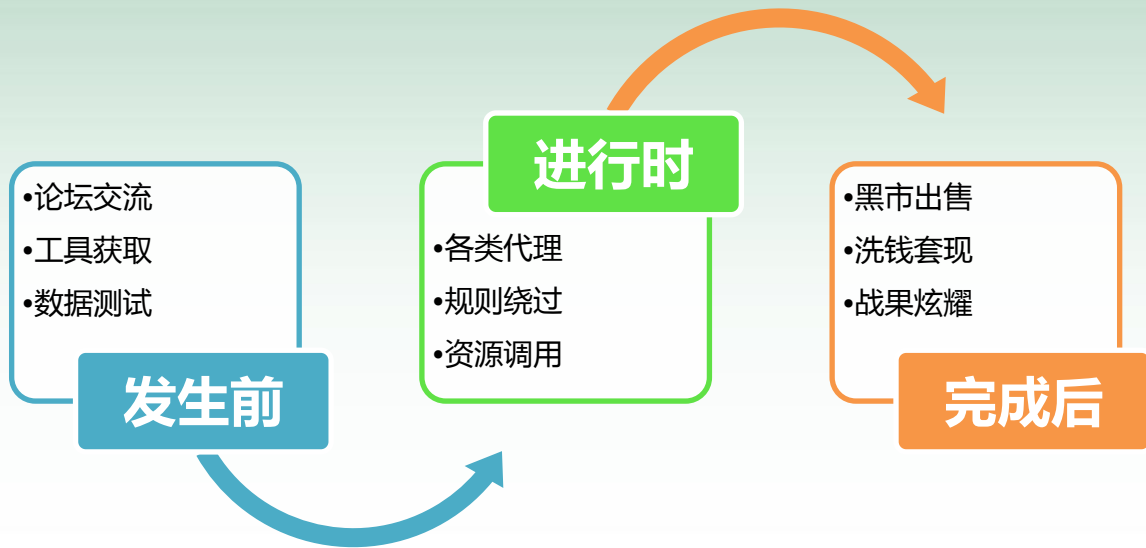 •论坛交流
•工具获取
•数据测试
发生前
进行时
•各类代理
•规则绕过
•资源调用
•黑市出售
•洗钱套现
•战果炫耀
完成后